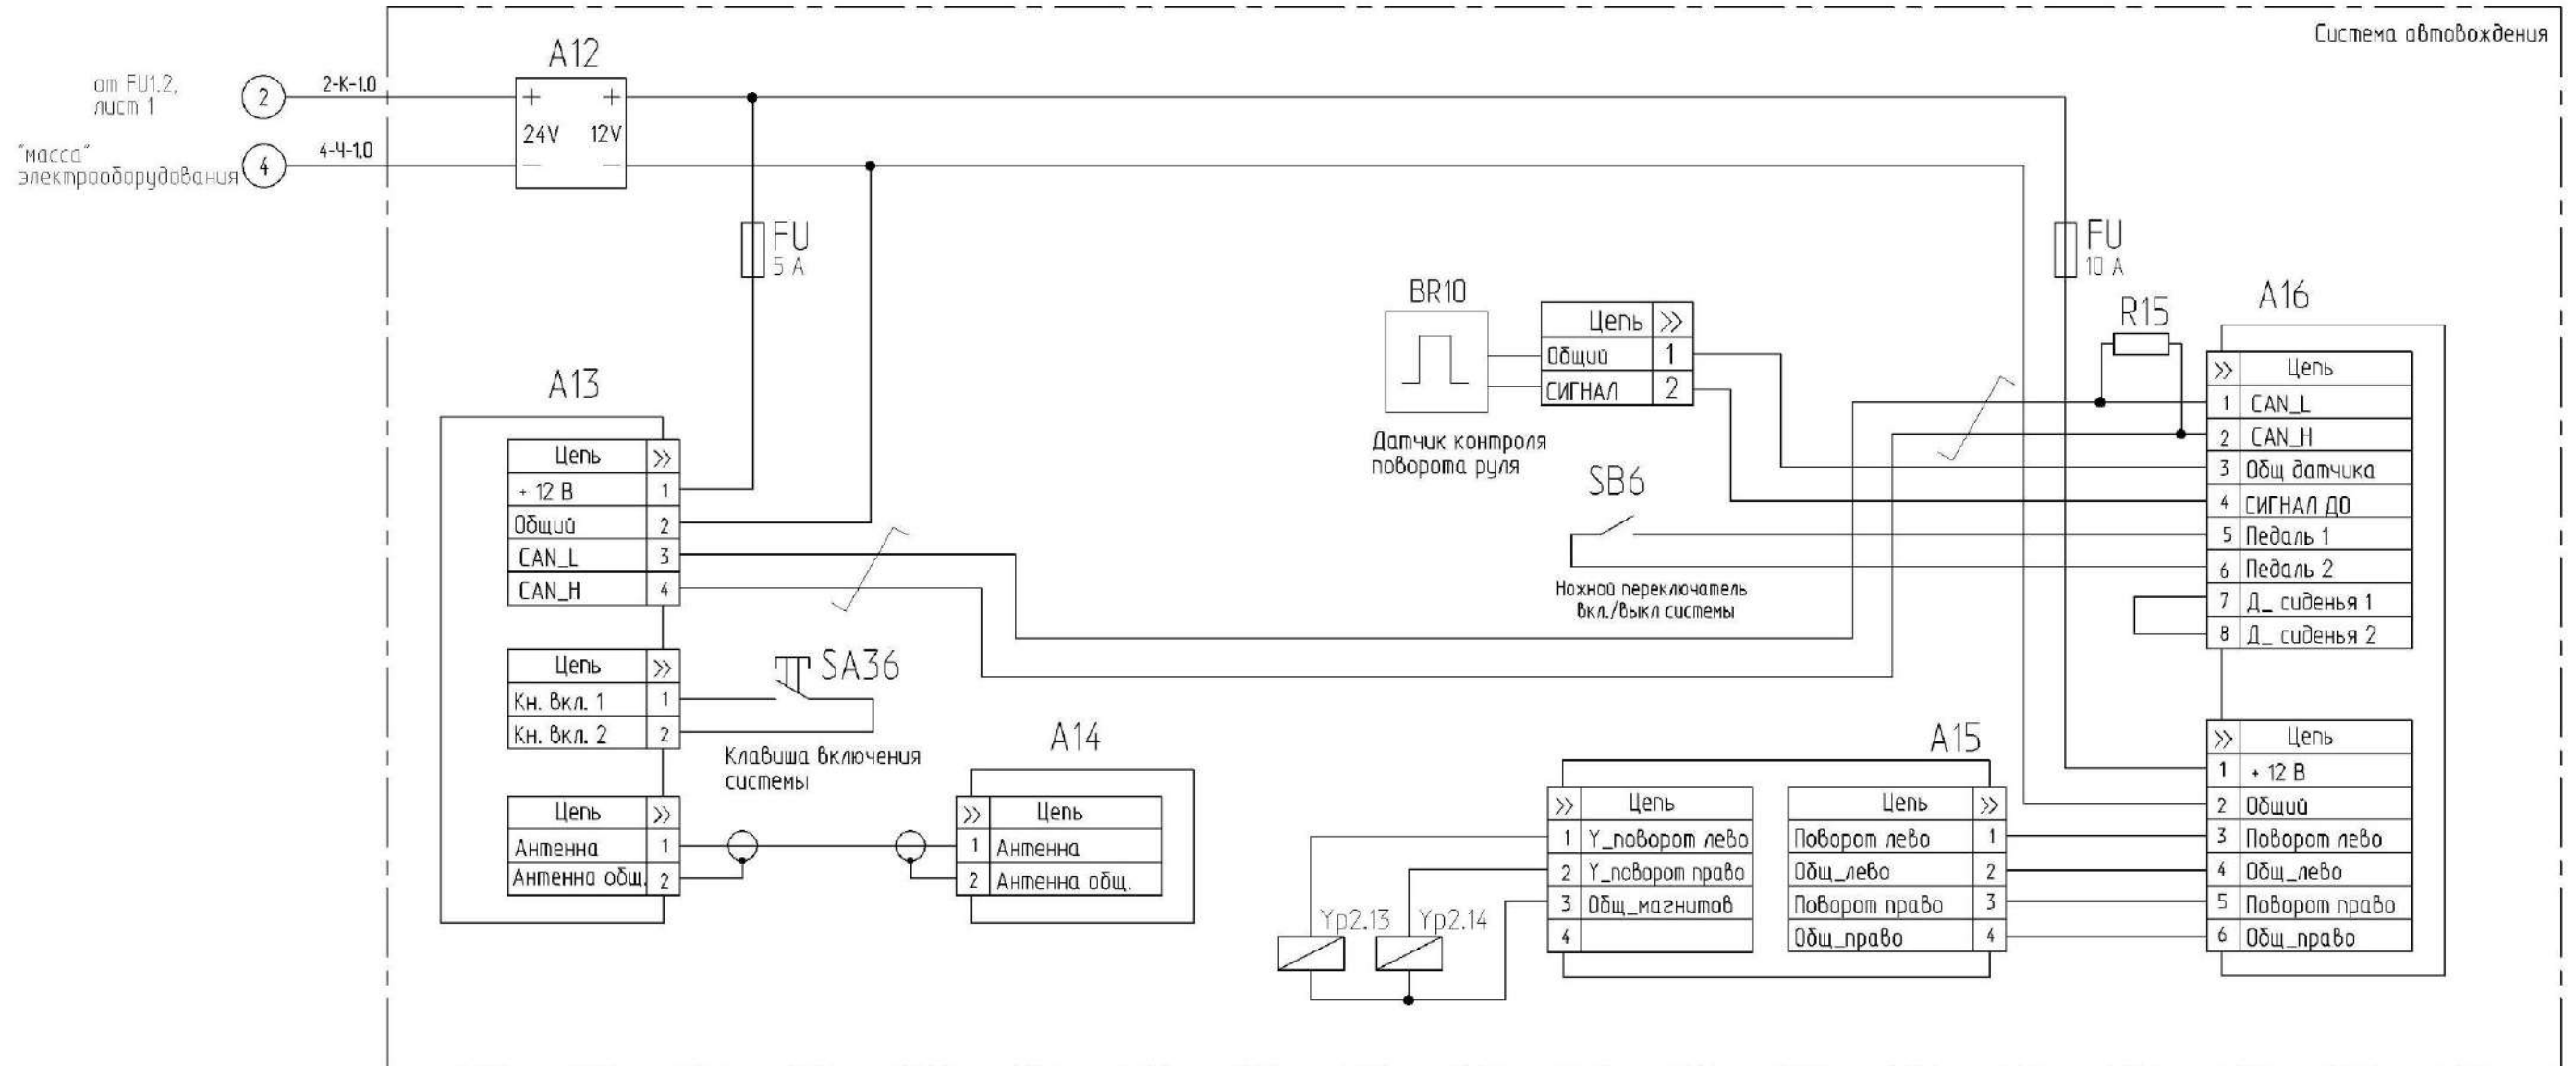 Система автовождения
от FU1.2,
лист 1
2
2-К-1.0
"масса"
электрооборудования
4
4-Ч-1.0
A12
+ +
24V 12V
– –
FU
5 A
FU
10 A
BR10
Цепь >>
Общий 1
СИГНАЛ 2
Датчик контроля
поворота руля
SB6
Ножной переключатель
вкл./выкл системы
R15
A16
>> Цепь
1 CAN_L
2 CAN_H
3 Общ датчика
4 СИГНАЛ ДО
5 Педаль 1
6 Педаль 2
7 Д_ сиденья 1
8 Д_ сиденья 2
>> Цепь
1 + 12 В
2 Общий
3 Поворот лево
4 Общ_лево
5 Поворот право
6 Общ_право
A13
Цепь >>
+ 12 В 1
Общий 2
CAN_L 3
CAN_H 4
Цепь >>
Кн. вкл. 1 1
Кн. вкл. 2 2
Цепь >>
Антенна 1
Антенна общ. 2
SA36
Клавиша включения
системы
A14
>> Цепь
1 Антенна
2 Антенна общ.
A15
>> Цепь
1 Y_поворот лево
2 Y_поворот право
3 Общ_магнитов
4
Цепь >>
Поворот лево 1
Общ_лево 2
Поворот право 3
Общ_право 4
Yp2.13
Yp2.14